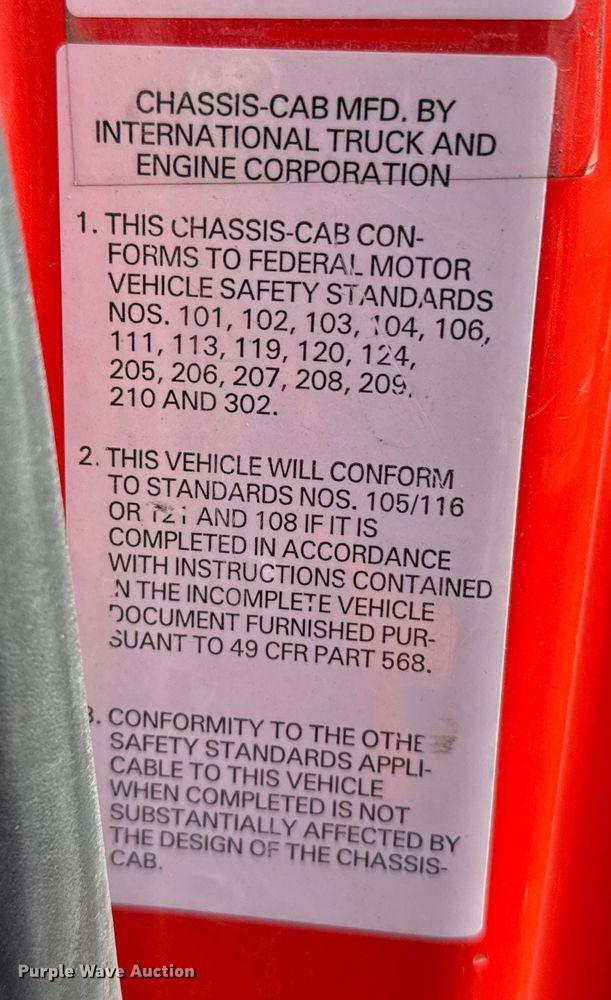 CHASSIS-CAB MFD. BY
INTERNATIONAL TRUCK AND
ENGINE CORPORATION
1. THIS CHASSIS-CAB CON-
FORMS TO FEDERAL MOTOR
VEHICLE SAFETY STANDARDS
NOS. 101, 102, 103, 104, 106,
111, 113, 119, 120, 124,
205, 206, 207, 208, 209,
210 AND 302.
2. THIS VEHICLE WILL CONFORM
TO STANDARDS NOS. 105/116
OR 121 AND 108 IF IT IS
COMPLETED IN ACCORDANCE
WITH INSTRUCTIONS CONTAINED
IN THE INCOMPLETE VEHICLE
DOCUMENT FURNISHED PUR-
SUANT TO 49 CFR PART 568.
3. CONFORMITY TO THE OTHE
SAFETY STANDARDS APPLI-
CABLE TO THIS VEHICLE
WHEN COMPLETED IS NOT
SUBSTANTIALLY AFFECTED BY
THE DESIGN OF THE CHASSIS-
CAB.
Purple Wave Auction